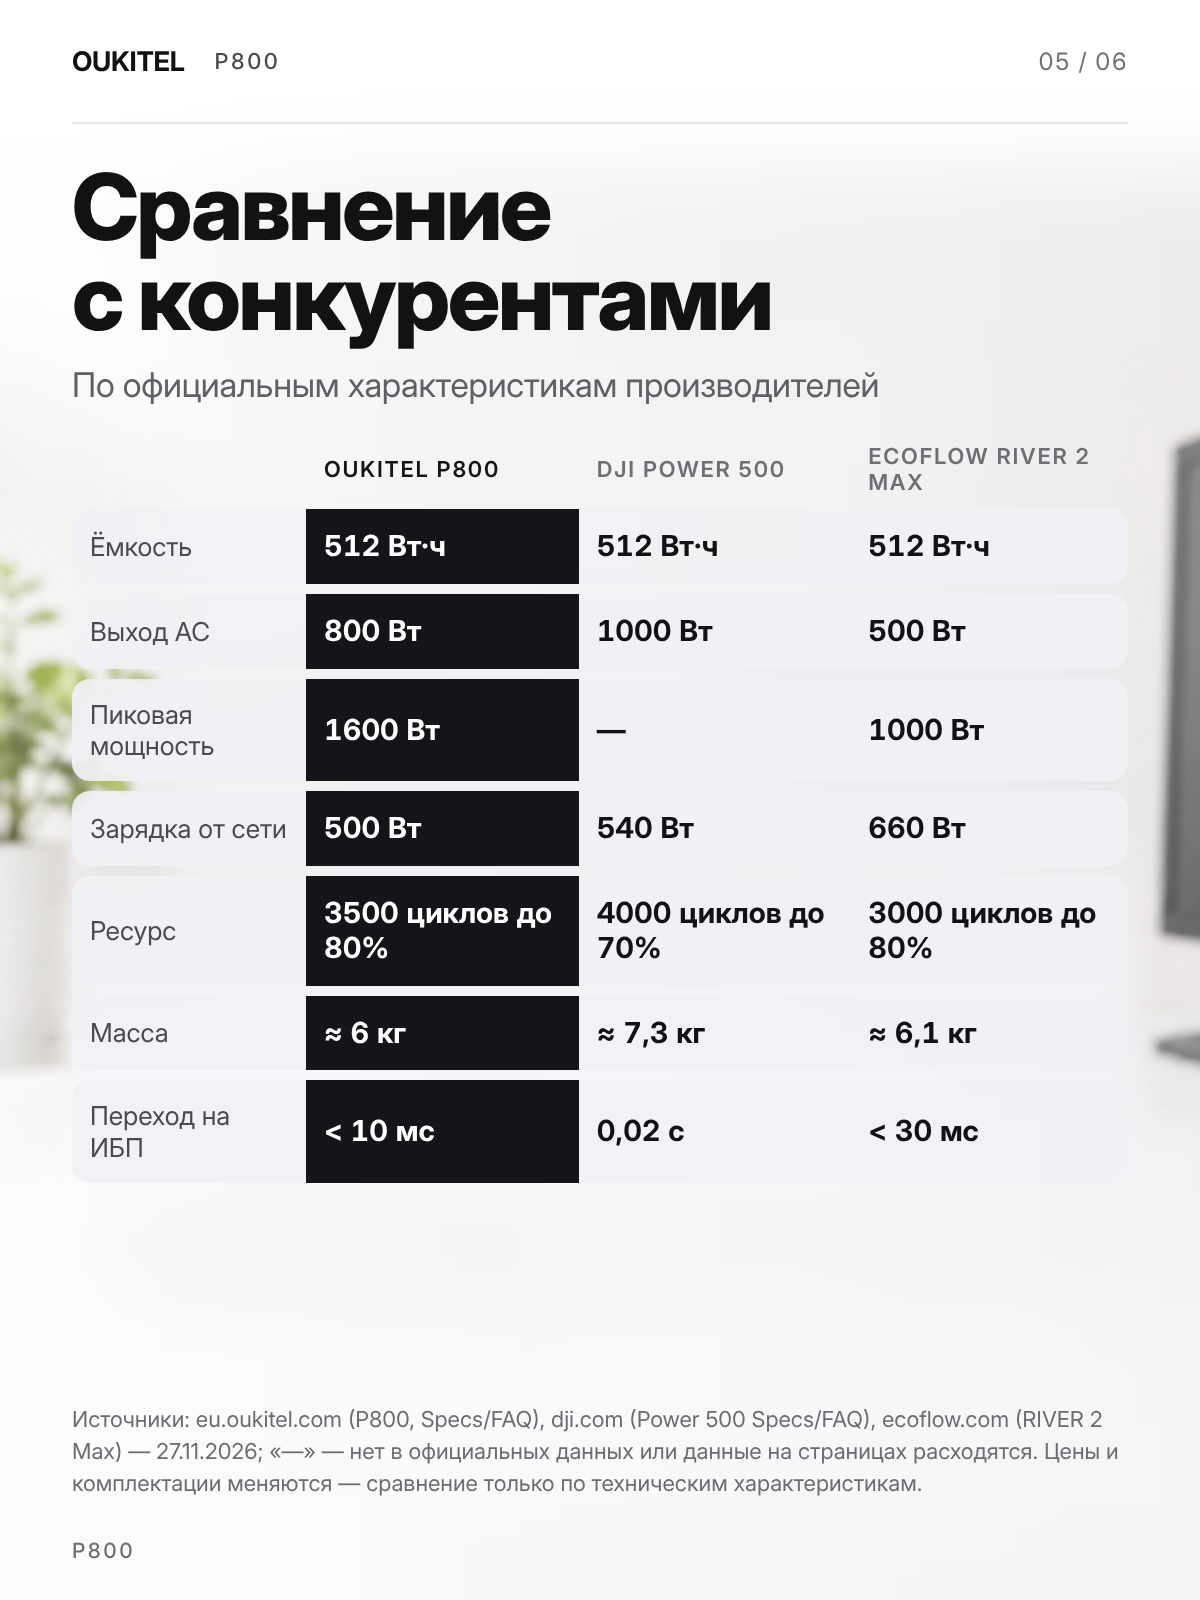 OUKITEL P800 05 / 06
Сравнение
с конкурентами
По официальным характеристикам производителей
OUKITEL P800 DJI POWER 500 ECOFLOW RIVER 2
MAX
Ёмкость 512 Вт·ч 512 Вт·ч 512 Вт·ч
Выход AC 800 Вт 1000 Вт 500 Вт
Пиковая
мощность 1600 Вт — 1000 Вт
Зарядка от сети 500 Вт 540 Вт 660 Вт
Ресурс 3500 циклов до 4000 циклов до 3000 циклов до
80% 70% 80%
Масса ≈ 6 кг ≈ 7,3 кг ≈ 6,1 кг
Переход на
ИБП < 10 мс 0,02 с < 30 мс
Источники: eu.oukitel.com (P800, Specs/FAQ), dji.com (Power 500 Specs/FAQ), ecoflow.com (RIVER 2
Max) — 27.11.2026; «—» — нет в официальных данных или данные на страницах расходятся. Цены и
комплектации меняются — сравнение только по техническим характеристикам.
P800